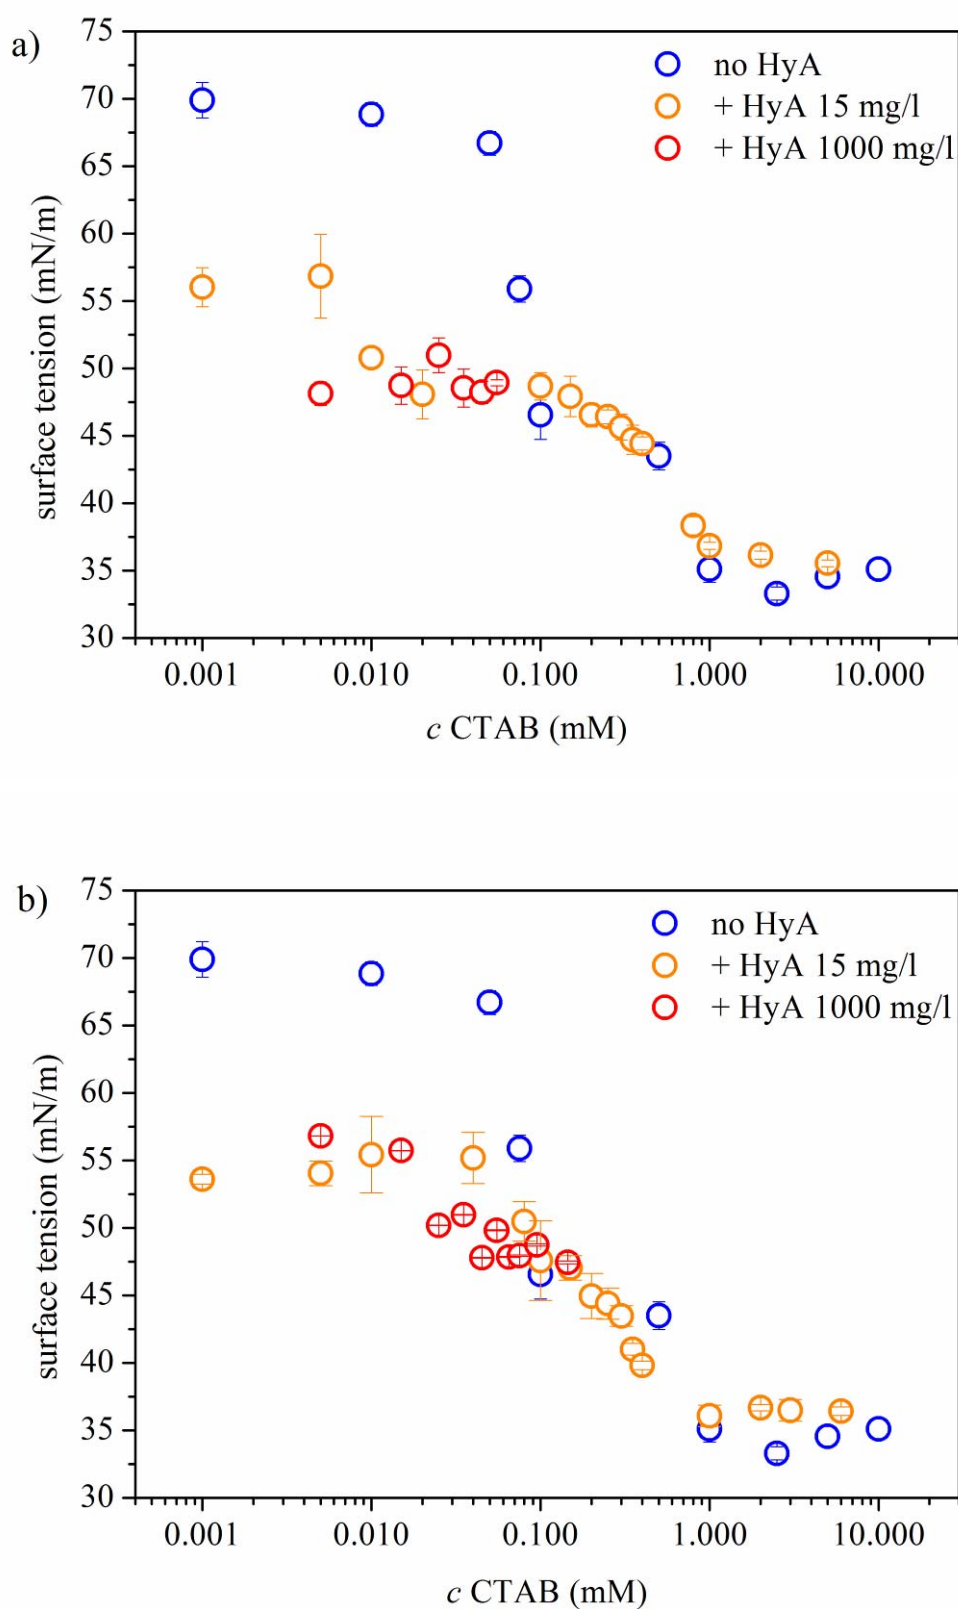 a)
75
70
65
60
55
50
45
40
35
30
surface tension (mN/m)
no HyA
+ HyA 15 mg/l
+ HyA 1000 mg/l
0.001 0.010 0.100 1.000 10.000
c CTAB (mM)
b)
75
70
65
60
55
50
45
40
35
30
surface tension (mN/m)
no HyA
+ HyA 15 mg/l
+ HyA 1000 mg/l
0.001 0.010 0.100 1.000 10.000
c CTAB (mM)